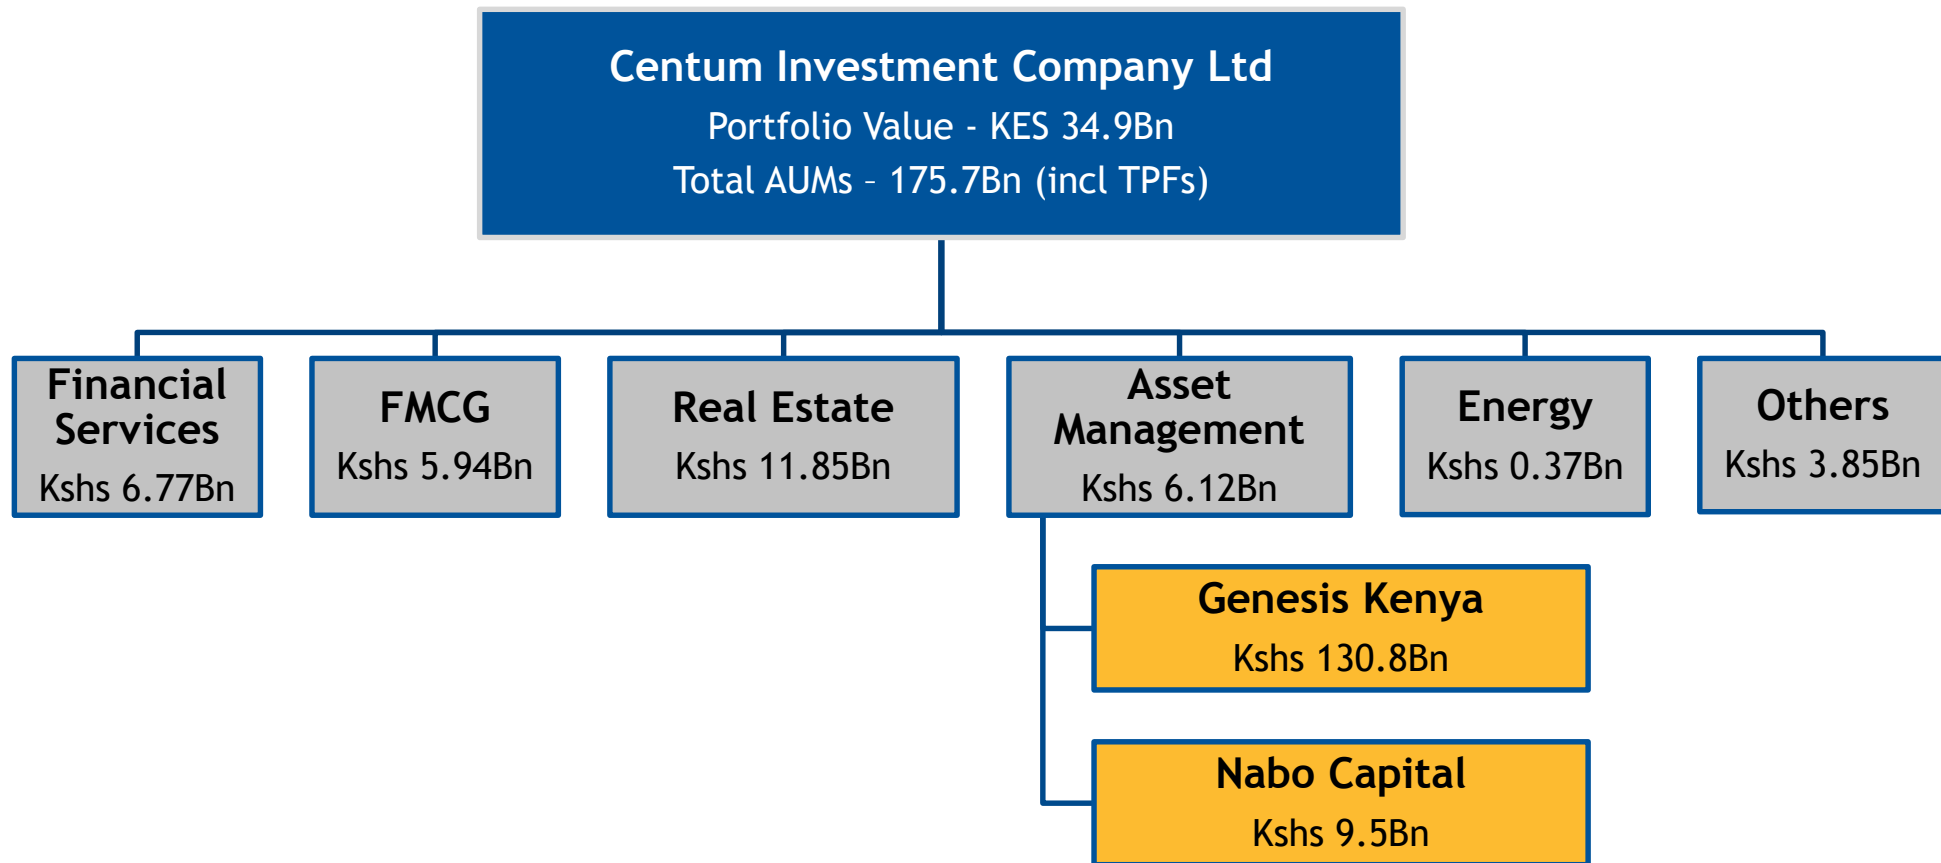 Centum Investment Company Ltd
Portfolio Value - KES 34.9Bn
Total AUMs – 175.7Bn (incl TPFs)
Financial
Services
Kshs 6.77Bn
FMCG
Kshs 5.94Bn
Real Estate
Kshs 11.85Bn
Asset
Management
Kshs 6.12Bn
Energy
Kshs 0.37Bn
Others
Kshs 3.85Bn
Genesis Kenya
Kshs 130.8Bn
Nabo Capital
Kshs 9.5Bn